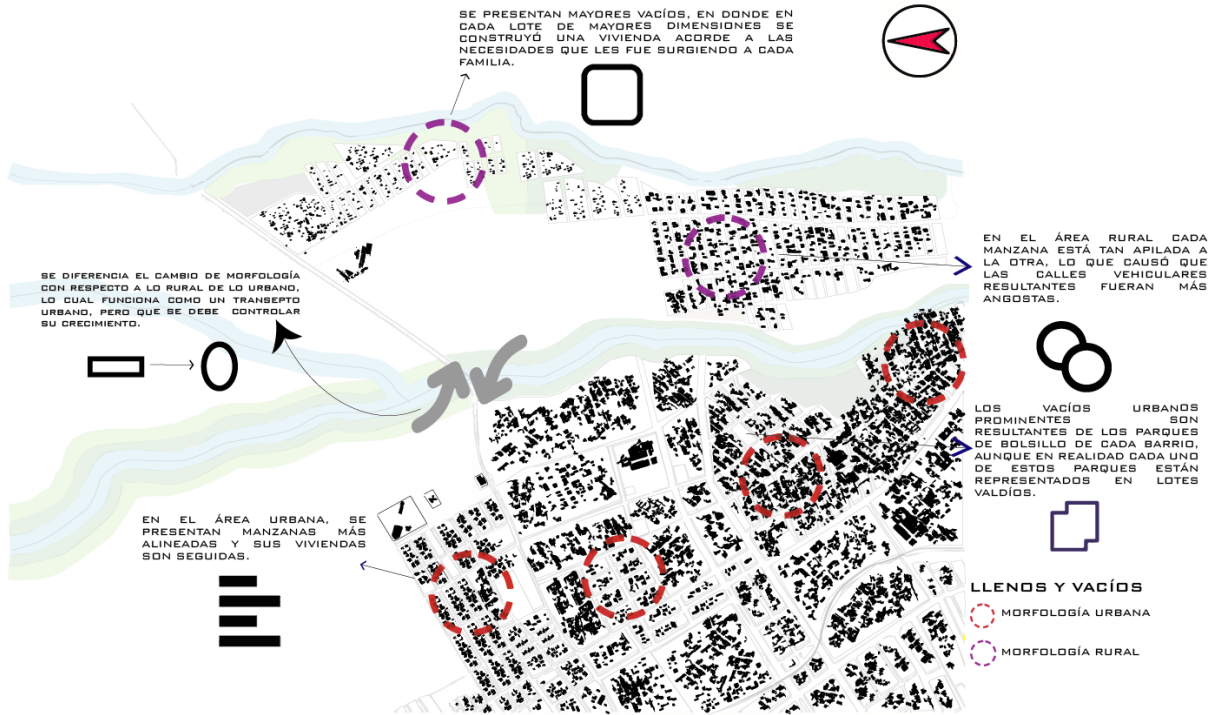 SE PRESENTAN MAYORES VACÍOS, EN DONDE EN
CADA LOTE DE MAYORES DIMENSIONES SE
CONSTRUYÓ UNA VIVIENDA ACORDE A LAS
NECESIDADES QUE LES FUE SURGIENDO A CADA
FAMILIA.
EN EL ÁREA RURAL CADA
MANZANA ESTÁ TAN APILADA A
LA OTRA, LO QUE CAUSÓ QUE
LAS CALLES VEHICULARES
RESULTANTES FUERAN MÁS
ANGOSTAS.
SE DIFERENCIA EL CAMBIO DE MORFOLOGÍA
CON RESPECTO A LO RURAL DE LO URBANO,
LO CUAL FUNCIONA COMO UN TRANSEPTO
URBANO, PERO QUE SE DEBE CONTROLAR
SU CRECIMIENTO.
LOS VACÍOS URBANOS
PROMINENTES SON
RESULTANTES DE LOS PARQUES
DE BOLSILLO DE CADA BARRIO,
AUNQUE EN REALIDAD CADA UNO
DE ESTOS PARQUES ESTÁN
REPRESENTADOS EN LOTES
VALDÍOS.
EN EL ÁREA URBANA, SE
PRESENTAN MANZANAS MÁS
ALINEADAS Y SUS VIVIENDAS
SON SEGUIDAS.
LLENOS Y VACÍOS
MORFOLOGÍA URBANA
MORFOLOGÍA RURAL